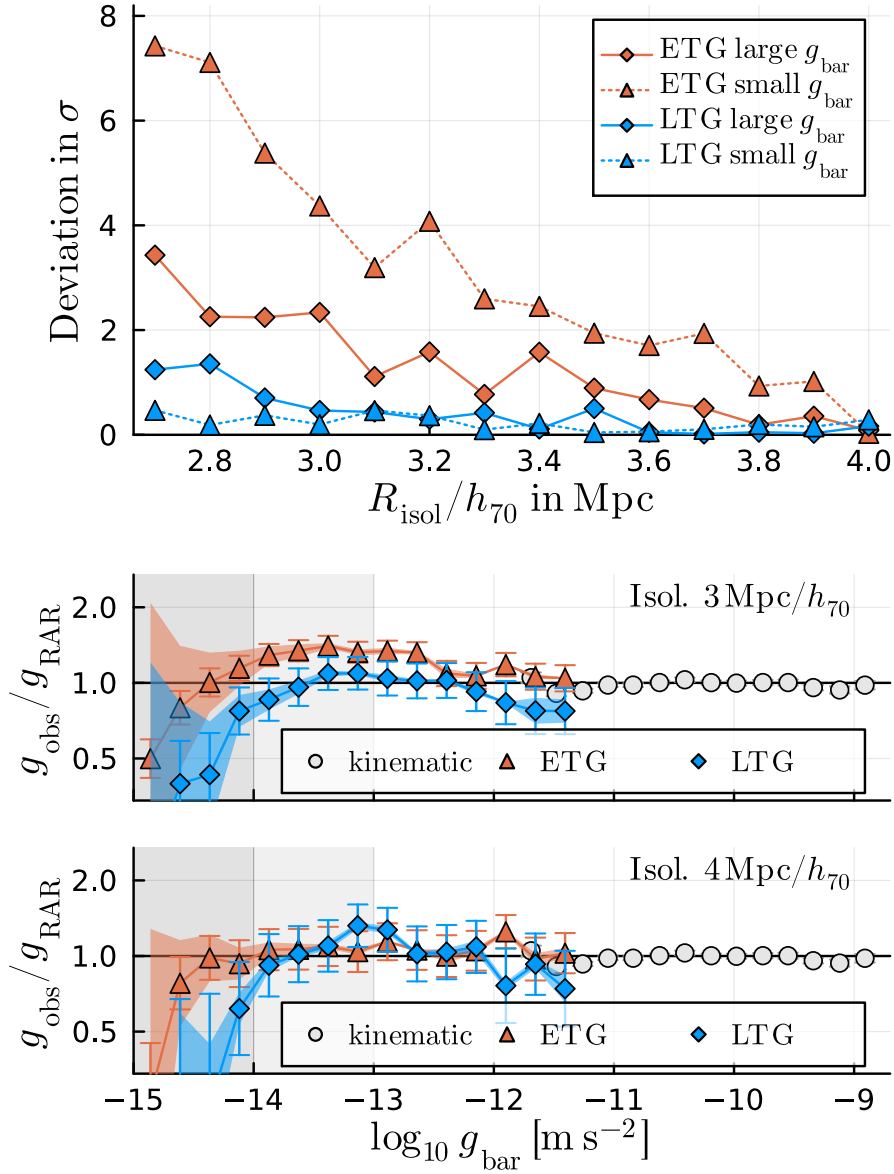 8
6
4
2
0
Deviation in σ
ETG large g_bar
ETG small g_bar
LTG large g_bar
LTG small g_bar
2.8 3.0 3.2 3.4 3.6 3.8 4.0
R_isol/h_70 in Mpc
2.0
1.0
0.5
g_obs/g_RAR
Isol. 3 Mpc/h_70
kinematic ETG LTG
2.0
1.0
0.5
g_obs/g_RAR
Isol. 4 Mpc/h_70
kinematic ETG LTG
−15 −14 −13 −12 −11 −10 −9
log_10 g_bar [m s^−2]